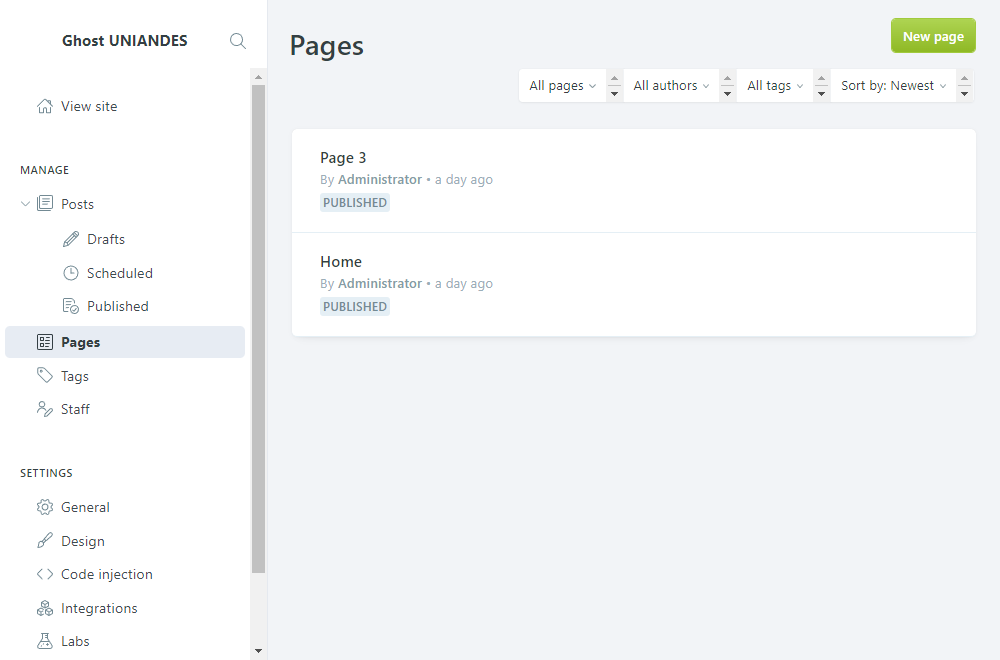 Ghost UNIANDES
View site
MANAGE
Posts
Drafts
Scheduled
Published
Pages
Tags
Staff
SETTINGS
General
Design
Code injection
Integrations
Labs
Pages
New page
All pages
All authors
All tags
Sort by: Newest
Page 3
By Administrator • a day ago
PUBLISHED
Home
By Administrator • a day ago
PUBLISHED